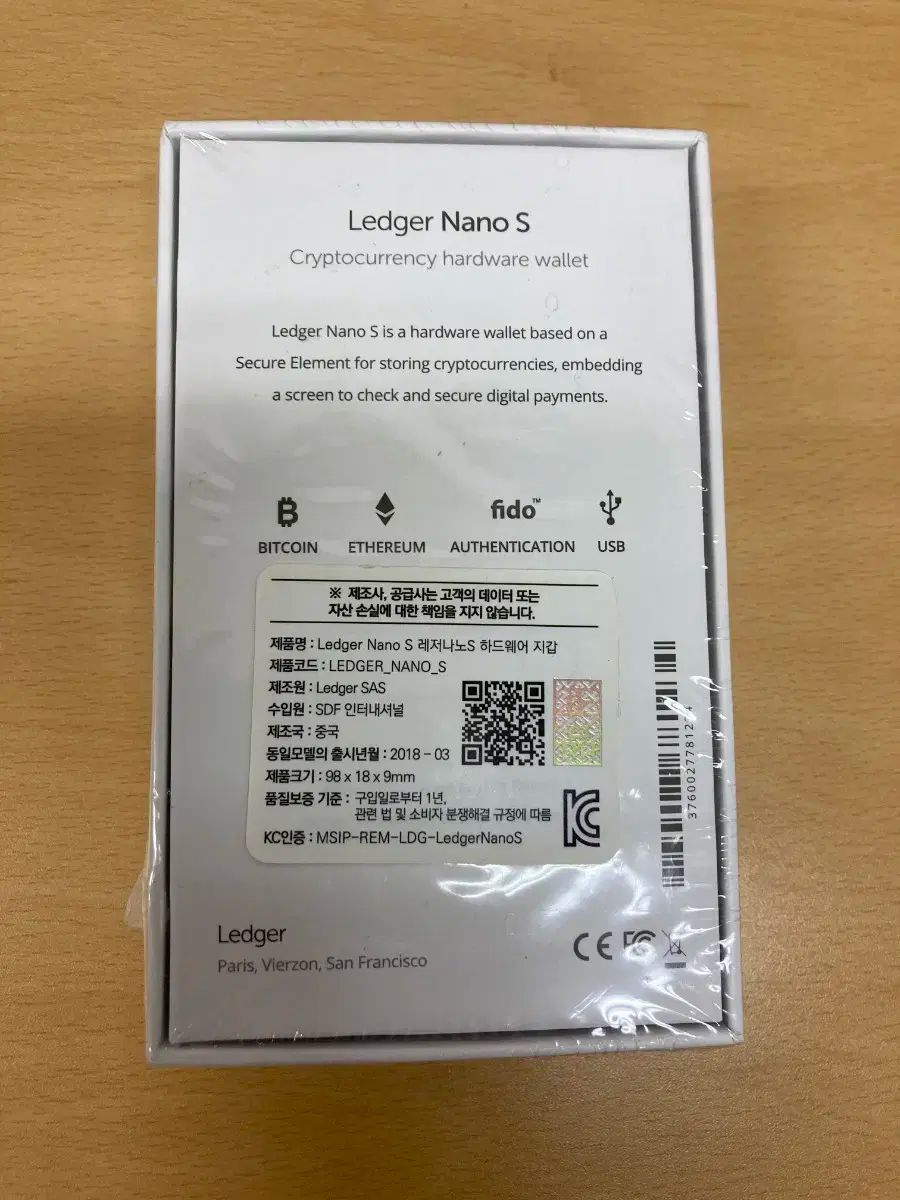 Ledger Nano S
Cryptocurrency hardware wallet
Ledger Nano S is a hardware wallet based on a
Secure Element for storing cryptocurrencies, embedding
a screen to check and secure digital payments.
fido™
BITCOIN ETHEREUM AUTHENTICATION USB
※ 제조사, 공급사는 고객의 데이터 또는
자산 손실에 대한 책임을 지지 않습니다.
제품명 : Ledger Nano S 레저나노S 하드웨어 지갑
제품코드 : LEDGER_NANO_S
제조원 : Ledger SAS
수입원 : SDF 인터내셔널
제조국 : 중국
동일모델의 출시년월 : 2018 - 03
제품크기 : 98 x 18 x 9mm
품질보증 기준 : 구입일로부터 1년,
관련 법 및 소비자 분쟁해결 규정에 따름
KC인증 : MSIP-REM-LDG-LedgerNanoS
Ledger
Paris, Vierzon, San Francisco
CE FC